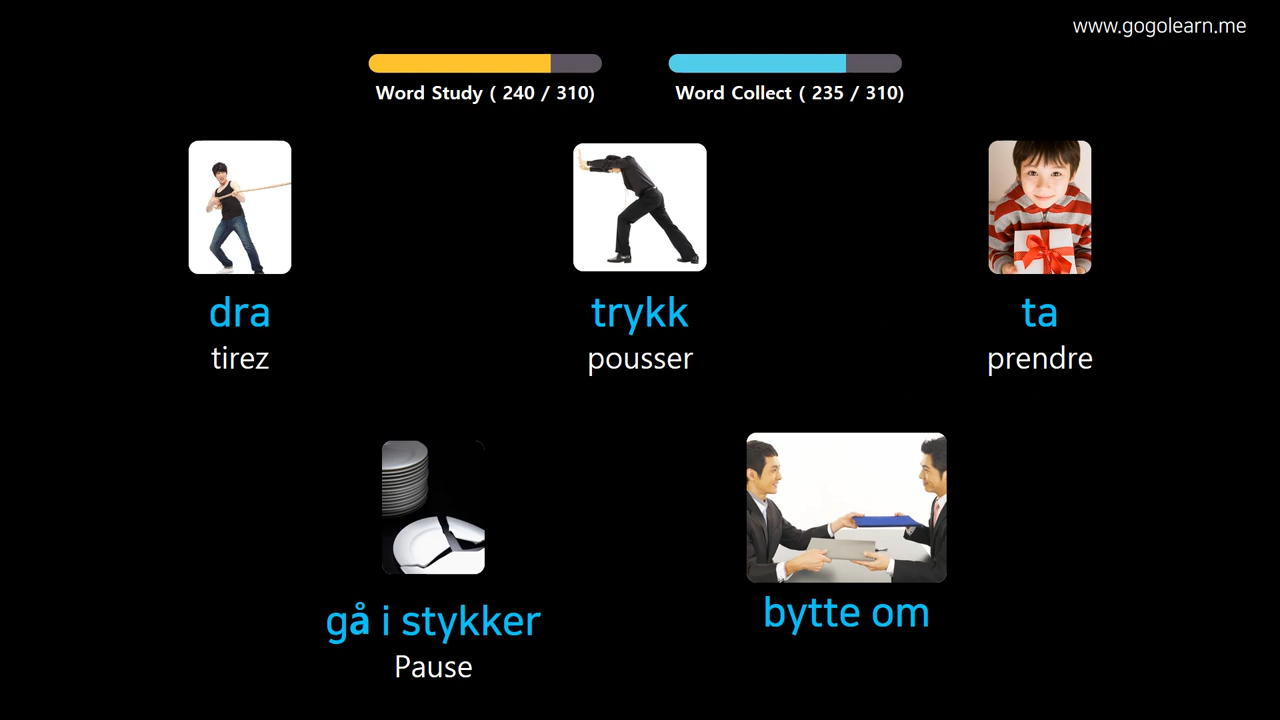 www.gogolearn.me
Word Study ( 240 / 310)
Word Collect ( 235 / 310)
dra
tirez
trykk
pousser
ta
prendre
gå i stykker
Pause
bytte om